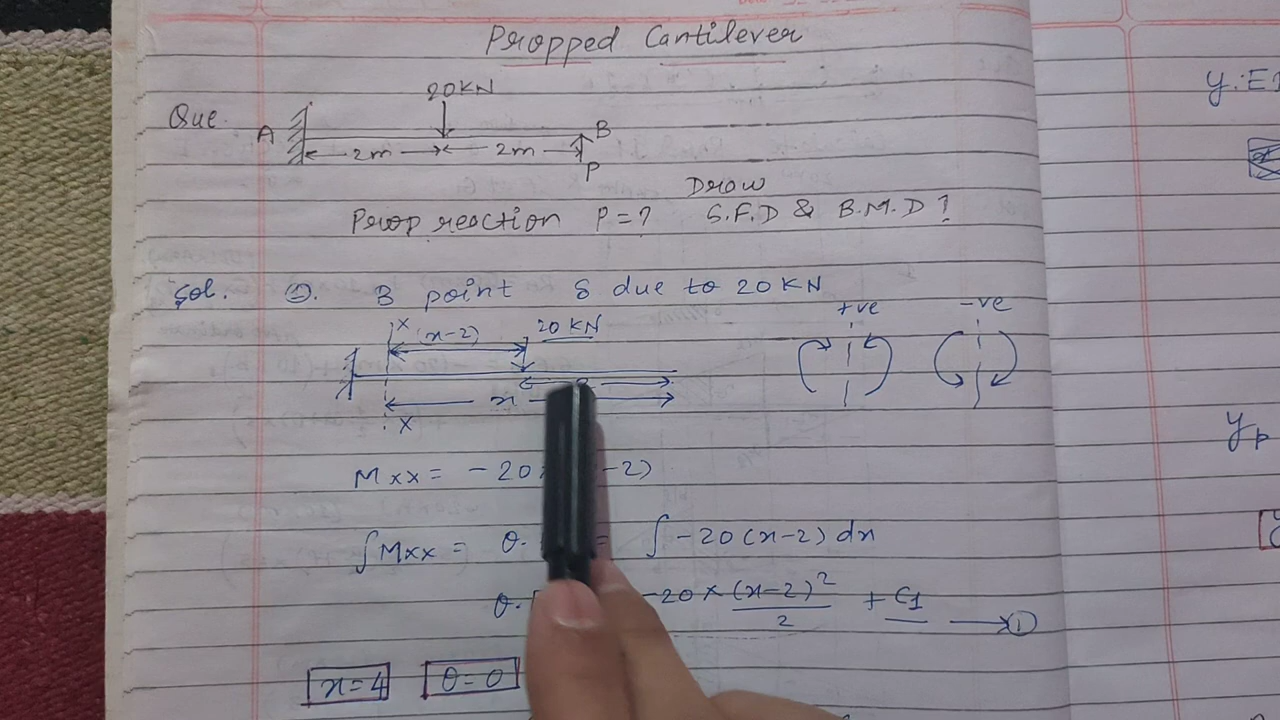 Propped Cantilever
Que.
20KN
A
B
2m
2m
P
Draw
Prop reaction P=? S.F.D & B.M.D?
Sol. ①. B point δ due to 20 KN
x
(x-2)
20 KN
+ve
-ve
x
x
Mxx = -20 -2)
∫Mxx = θ. = ∫-20(x-2) dx
θ. -20 × (x-2)²/2 + C1 → ①
x=4 θ=0
y.EI
yp